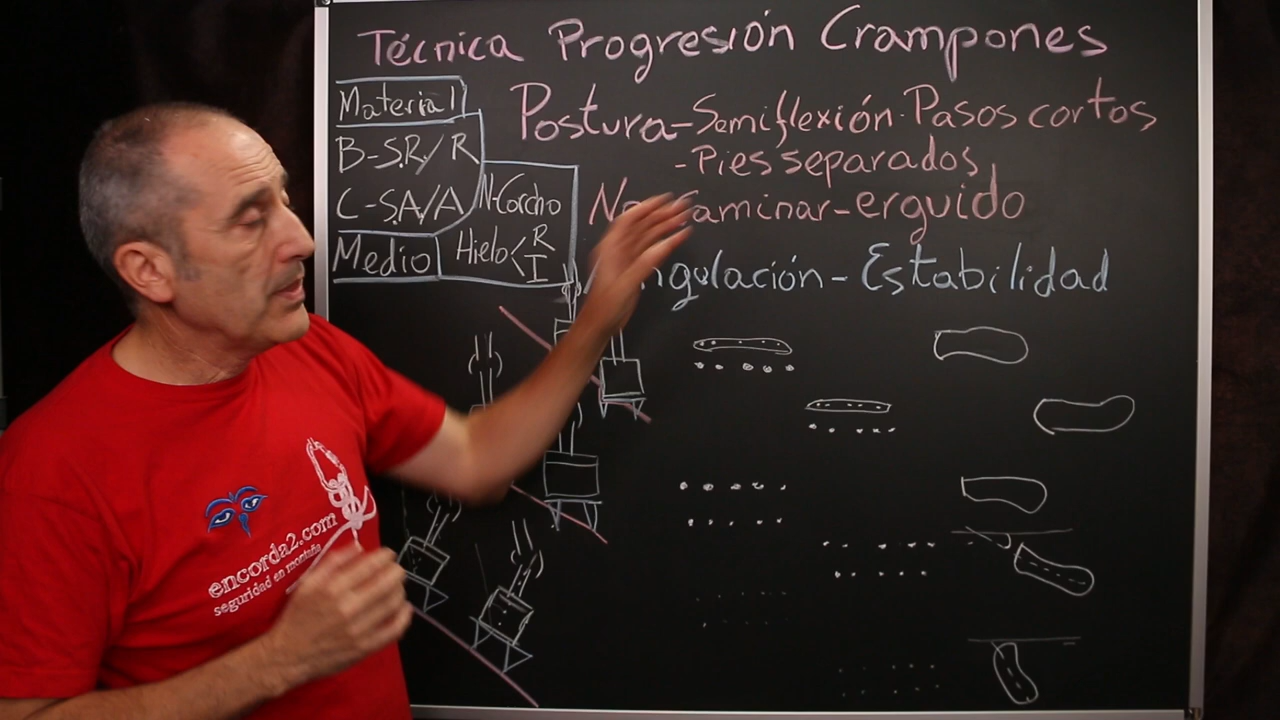 Técnica Progresión Crampones
Material
B-S.R./R
C-S.A/A
Medio
N-Corcho
Hielo< R
I
Postura-Semiflexión·Pasos cortos
-Pies separados
No caminar-erguido
-Estabilidad
encorda2.com
seguridad en montaña